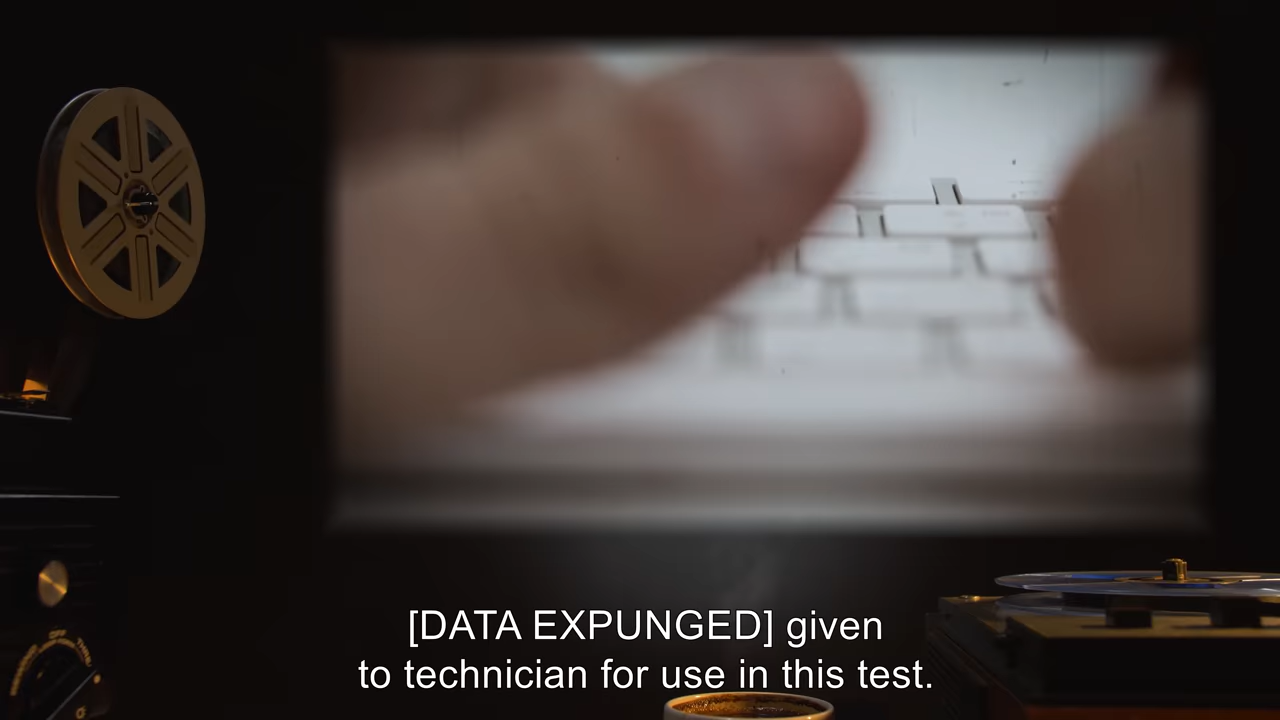 [DATA EXPUNGED] given
to technician for use in this test.